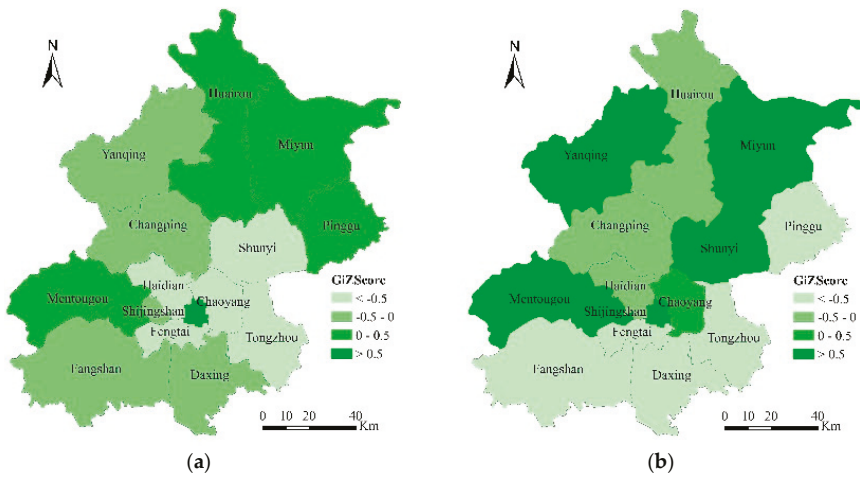 N
Huairou
Miyun
Yanqing
Pinggu
Changping
Shunyi
Haidian
Mentougou
Chaoyang
Shijingshan
Fengtai
Tongzhou
Fangshan
Daxing
GiZScore
< -0.5
-0.5 - 0
0 - 0.5
> 0.5
0 10 20 40
Km
(a)
N
Huairou
Miyun
Yanqing
Pinggu
Changping
Shunyi
Haidian
Mentougou
Chaoyang
Shijingshan
Fengtai
Tongzhou
Fangshan
Daxing
GiZScore
< -0.5
-0.5 - 0
0 - 0.5
> 0.5
0 10 20 40
Km
(b)